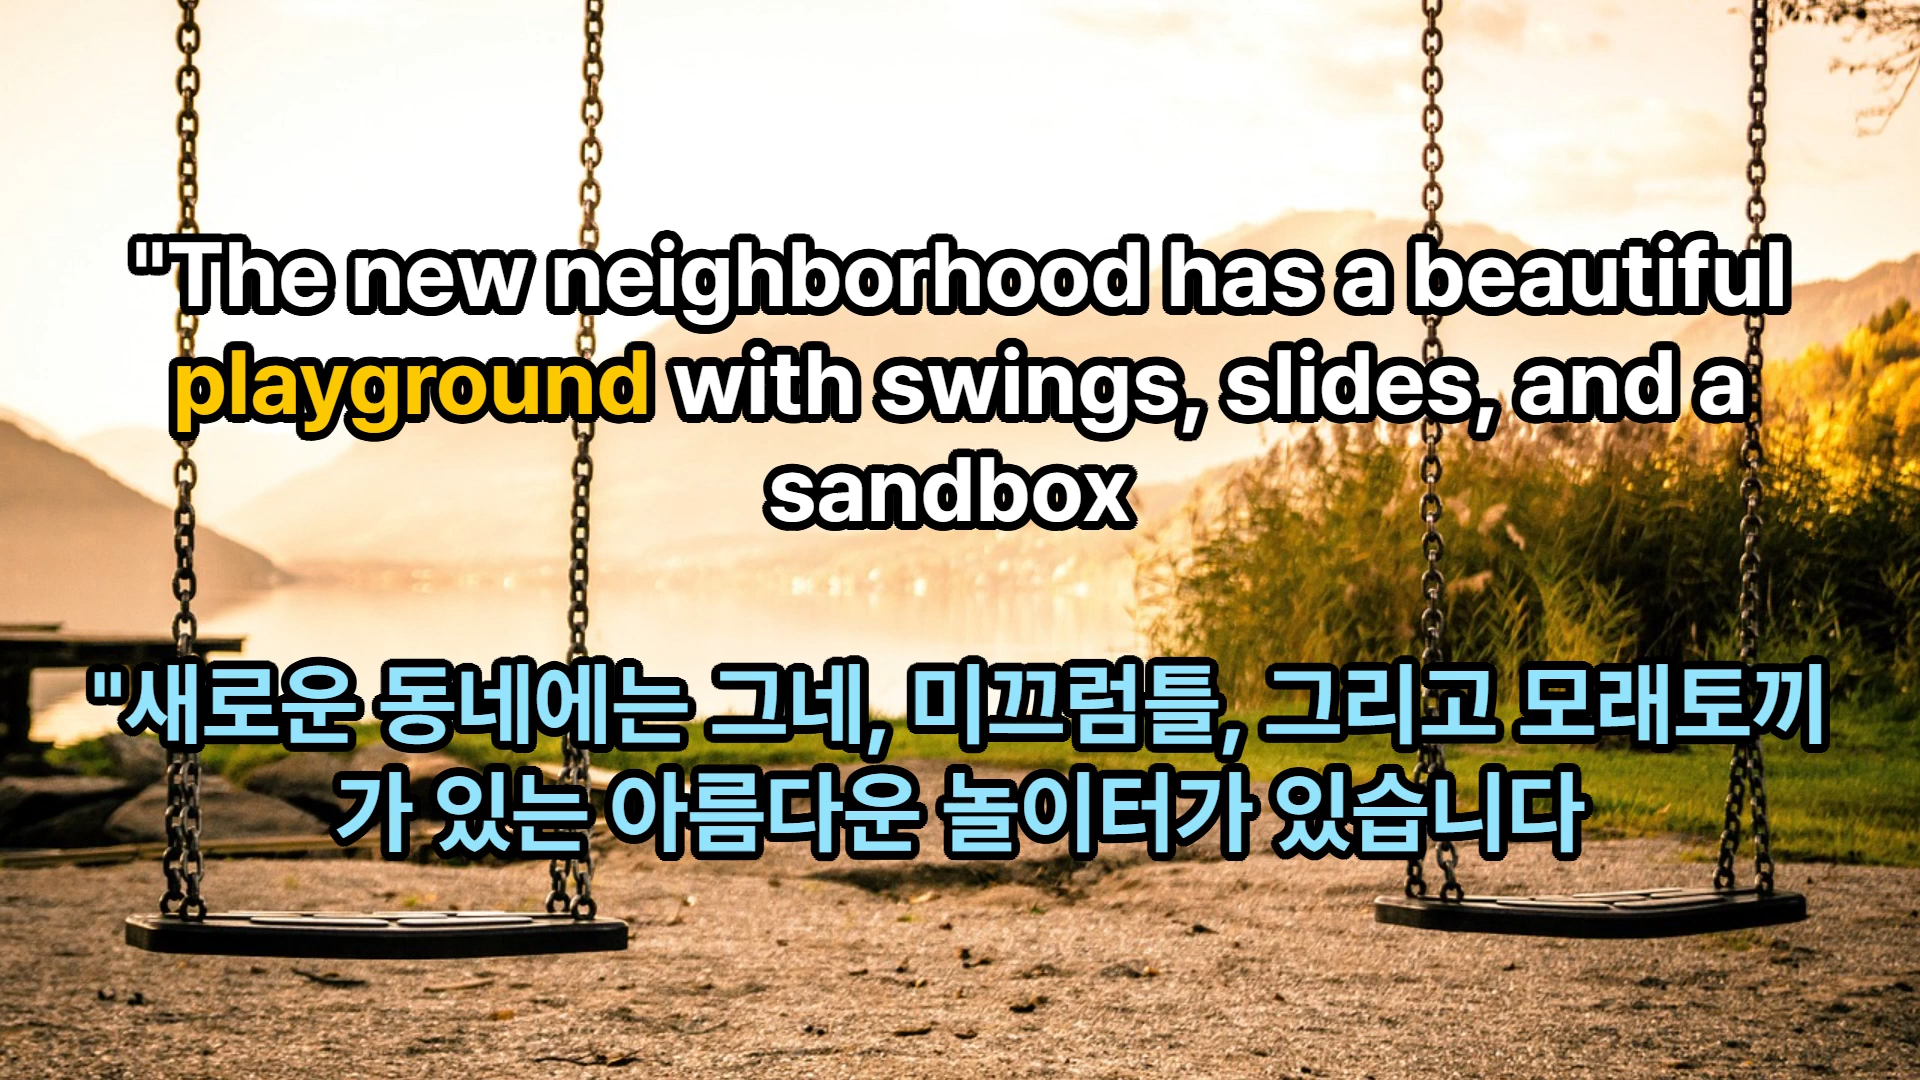 "The new neighborhood has a beautiful
playground with swings, slides, and a
sandbox
"새로운 동네에는 그네, 미끄럼틀, 그리고 모래토끼
가 있는 아름다운 놀이터가 있습니다